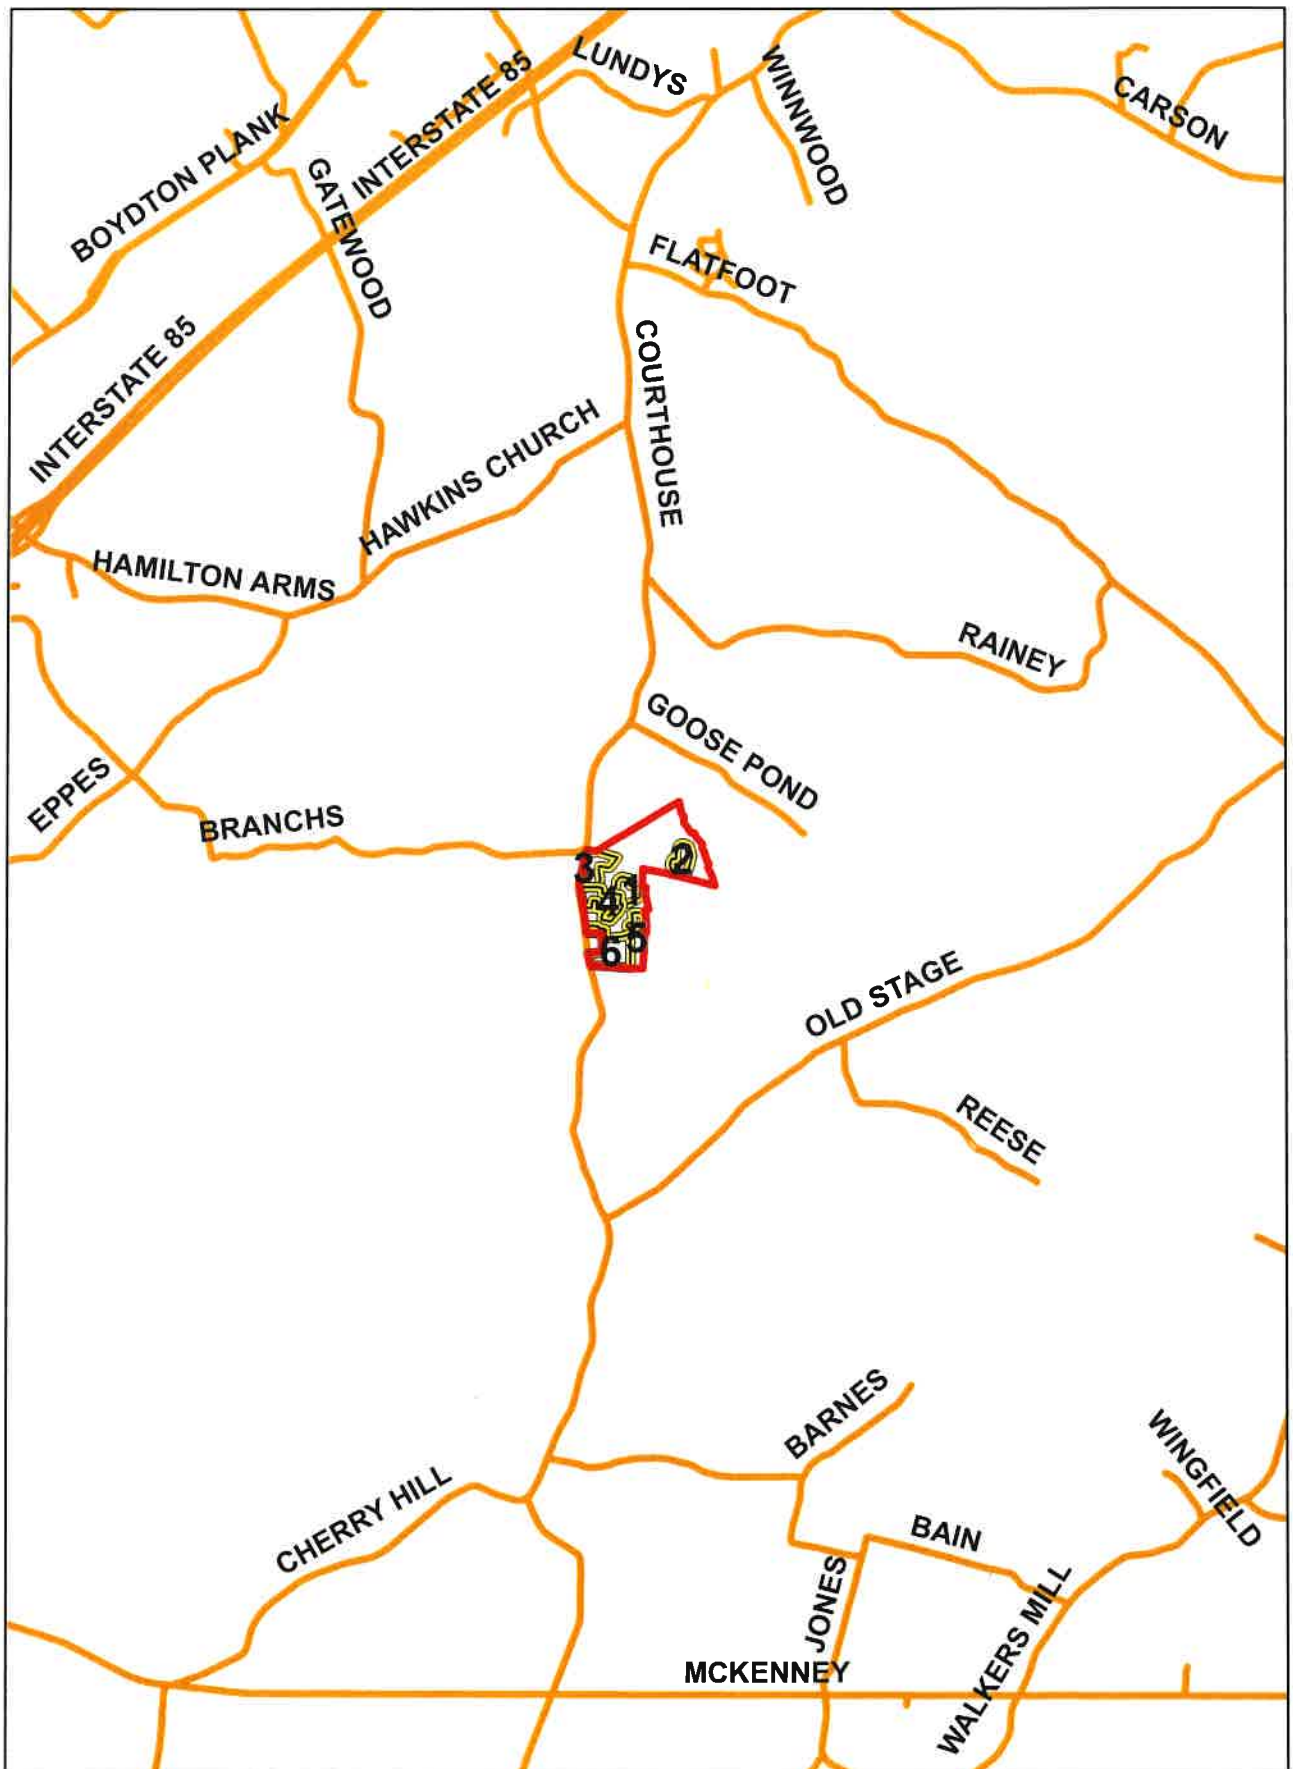 LUNDYS
WINNWOOD
INTERSTATE 85
CARSON
BOYDTON PLANK
GATEWOOD
FLATFOOT
INTERSTATE 85
COURTHOUSE
HAWKINS CHURCH
HAMILTON ARMS
RAINEY
GOOSE POND
EPPES
BRANCHS
2
3
1
4
5
6
OLD STAGE
REESE
BARNES
WINGFIELD
CHERRY HILL
BAIN
JONES
WALKERS MILL
MCKENNEY